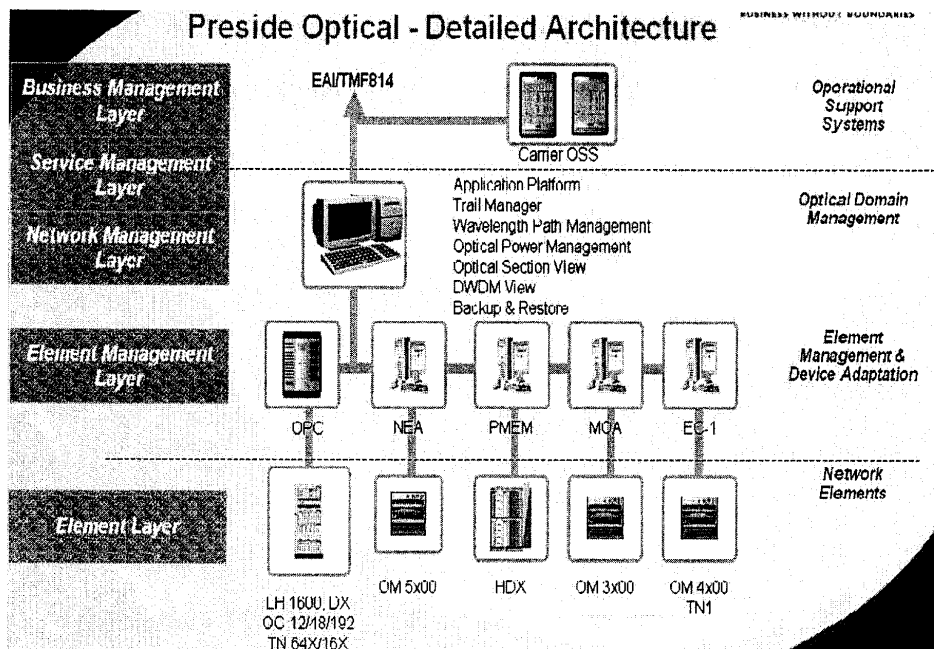 BUSINESS WITHOUT BOUNDARIES
Preside Optical - Detailed Architecture
Business Management
Layer
Service Management
Layer
Network Management
Layer
Element Management
Layer
Element Layer
EAI/TMF814
Carrier OSS
Application Platform
Trail Manager
Wavelength Path Management
Optical Power Management
Optical Section View
DWDM View
Backup & Restore
OPC
NEA
PMEM
MOA
EC-1
LH 1600, DX
OC 12/18/192
TN 64X/16X
OM 5x00
HDX
OM 3x00
OM 4x00
TN1
Operational
Support
Systems
Optical Domain
Management
Element
Management &
Device Adaptation
Network
Elements